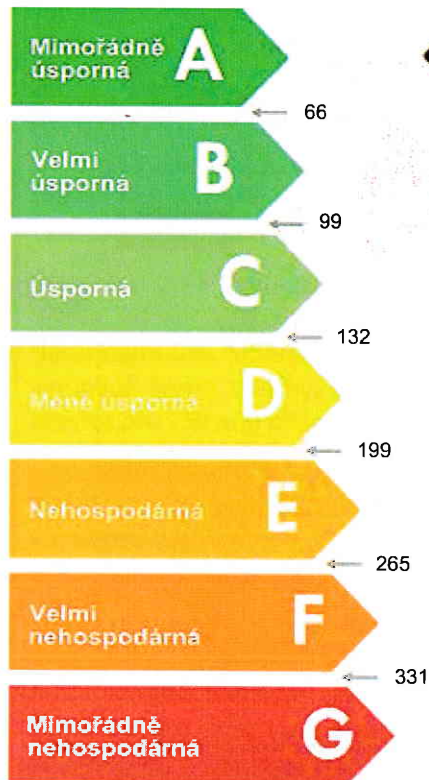 Mimořádně
úsporná
A
66
Velmi
úsporná
B
99
Úsporná
C
132
Méně úsporná
D
199
Nehospodárná
E
265
Velmi
nehospodárná
F
331
Mimořádně
nehospodárná
G